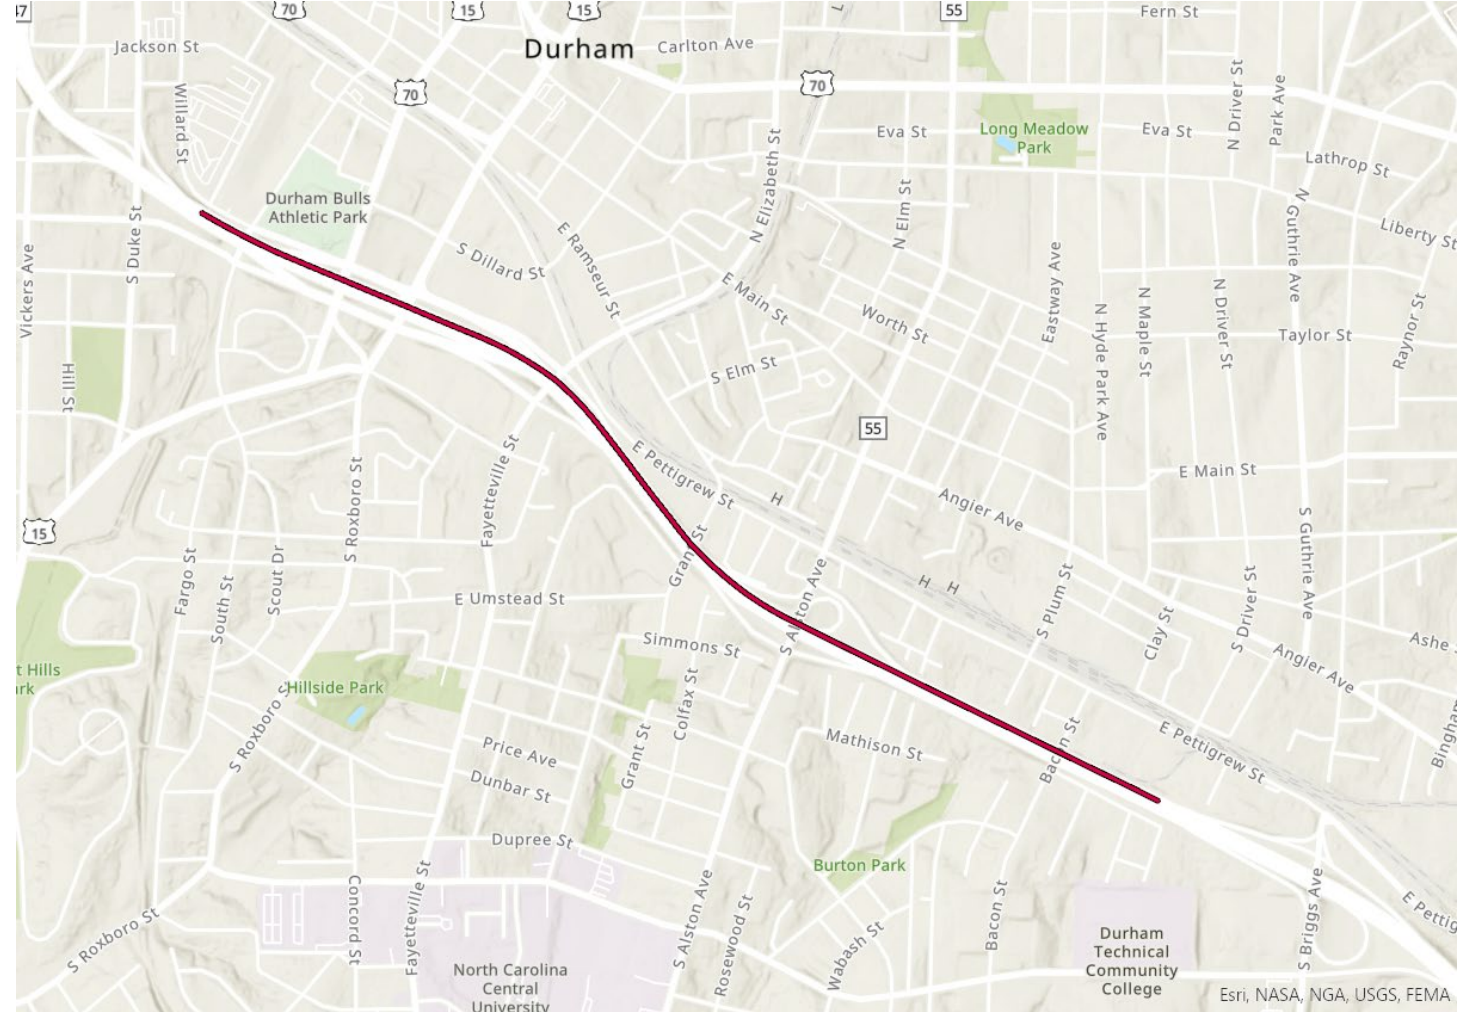 47
70
15
15
55
Fern St
Jackson St
Durham
Carlton Ave
70
70
Willard St
Eva St
Long Meadow
Park
Eva St
N Driver St
Park Ave
Lathrop St
Durham Bulls
Athletic Park
N Elizabeth St
N Elm St
N Guthrie Ave
Liberty St
Vickers Ave
S Duke St
S Dillard St
E Ramseur St
E Main St
Worth St
Eastway Ave
N Hyde Park Ave
N Maple St
N Driver St
Taylor St
Raynor St
Hill St
S Elm St
55
E Main St
S Roxboro St
Fayetteville St
E Pettigrew St
H
Angier Ave
S Guthrie Ave
15
Fargo St
South St
Scout Dr
Grant St
E Umstead St
S Alston Ave
H
H
S Plum St
Clay St
S Driver St
Ashe
Simmons St
Angier Ave
t Hills
Hillside Park
Colfax St
S Roxboro St
Price Ave
Grant St
Mathison St
Bacon St
E Pettigrew St
Bingham
Dunbar St
Dupree St
Burton Park
Fayetteville St
Concord St
S Alston Ave
Rosewood St
Wabash St
Bacon St
S Briggs Ave
E Pettig
S Roxboro St
North Carolina
Central
University
Durham
Technical
Community
College
Esri, NASA, NGA, USGS, FEMA